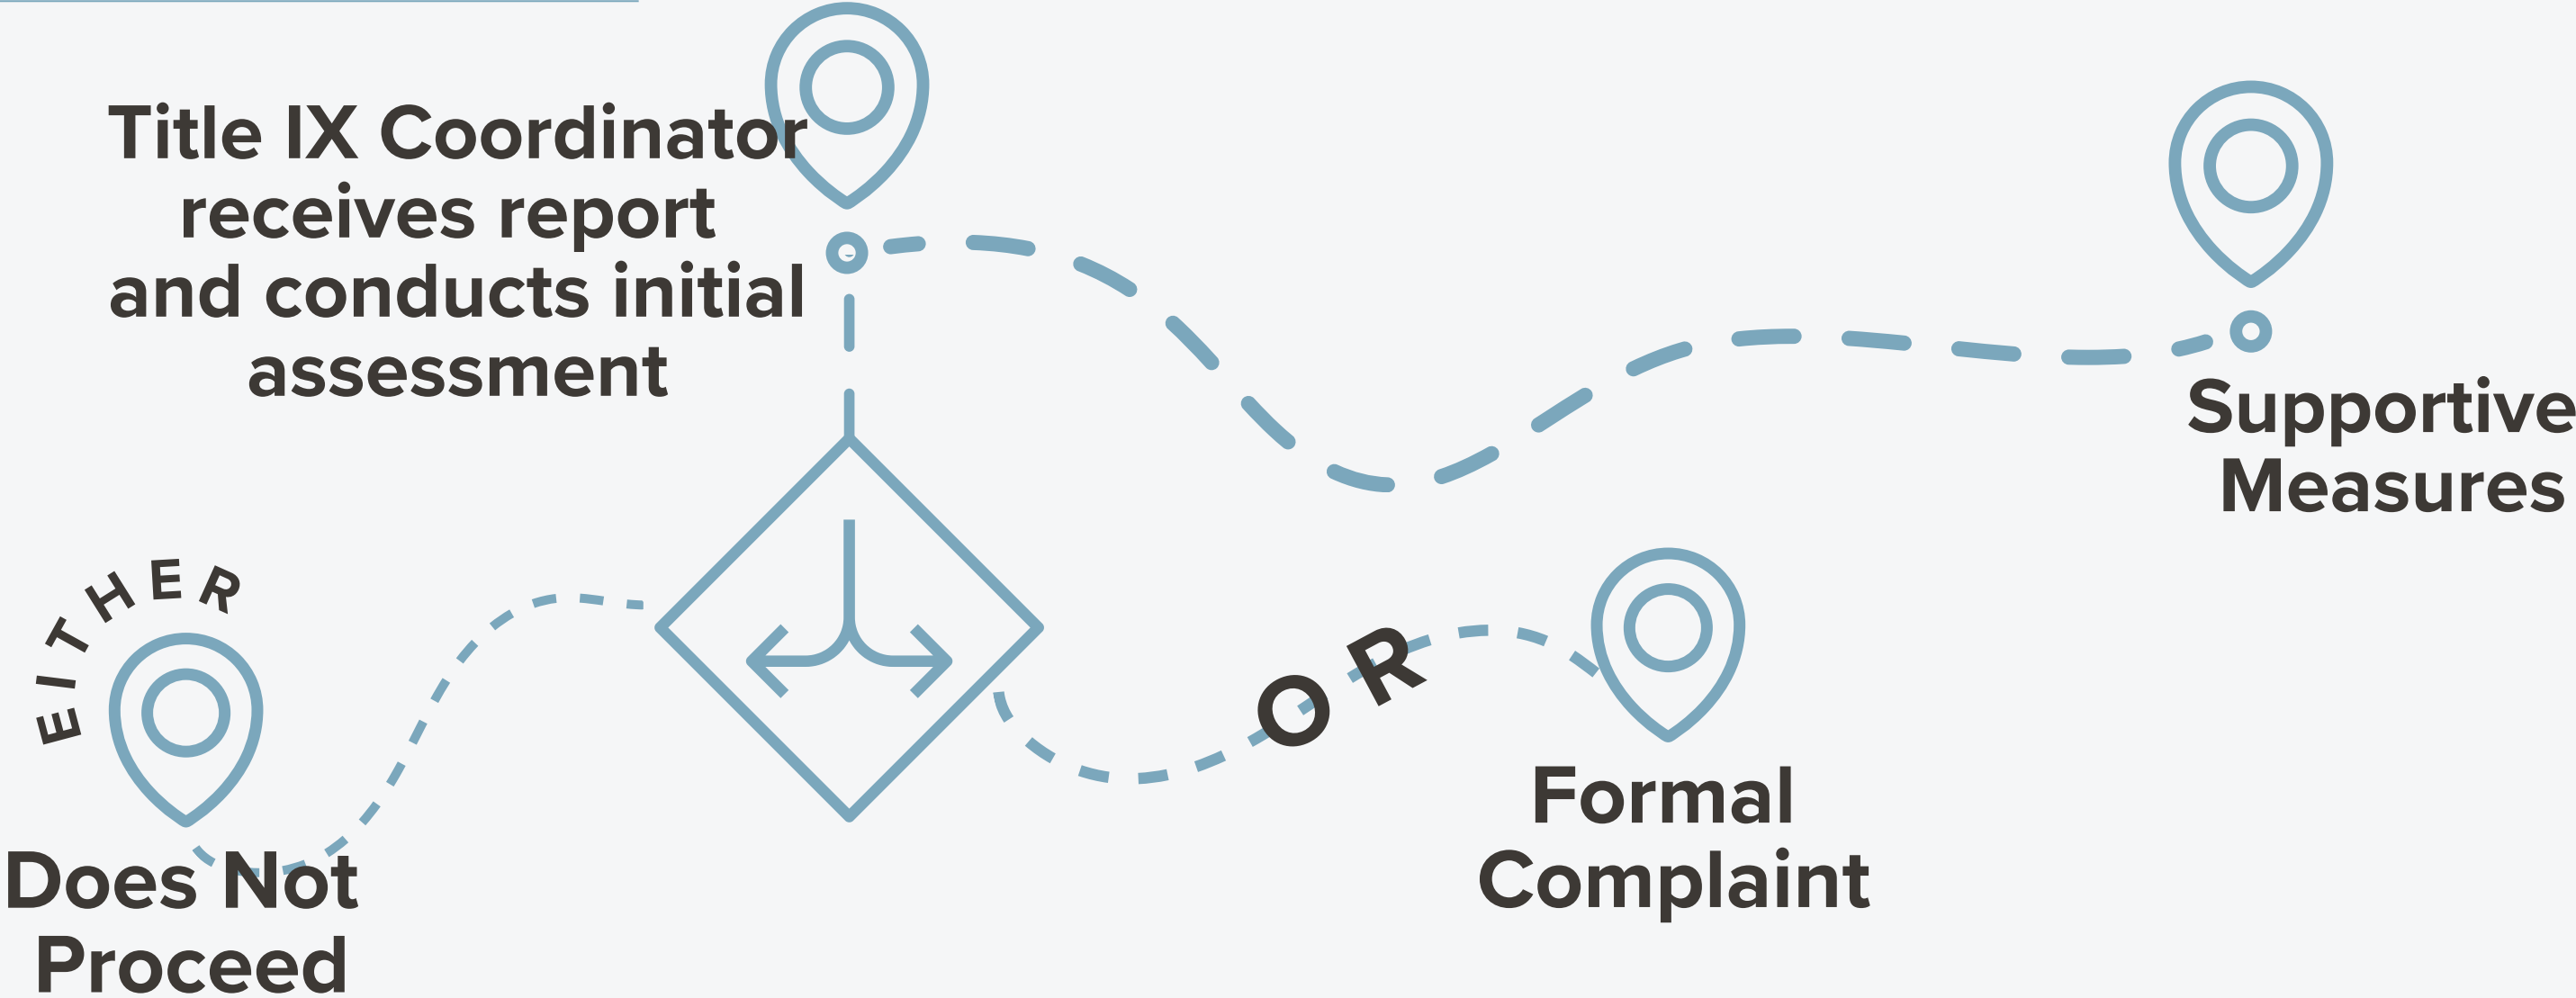 Title IX Coordinator
receives report
and conducts initial
assessment
Supportive
Measures
EITHER
Does Not
Proceed
OR
Formal
Complaint